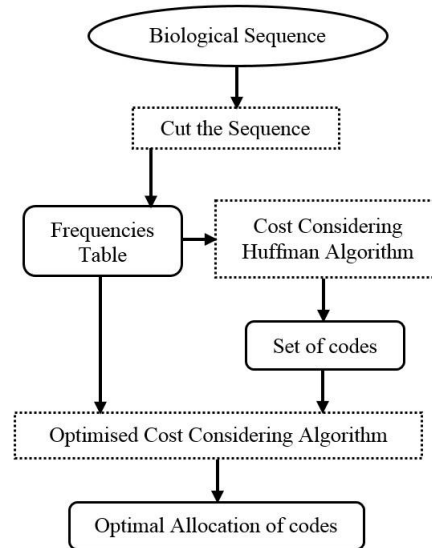 Biological Sequence
Cut the Sequence
Frequencies
Table
Cost Considering
Huffman Algorithm
Set of codes
Optimised Cost Considering Algorithm
Optimal Allocation of codes